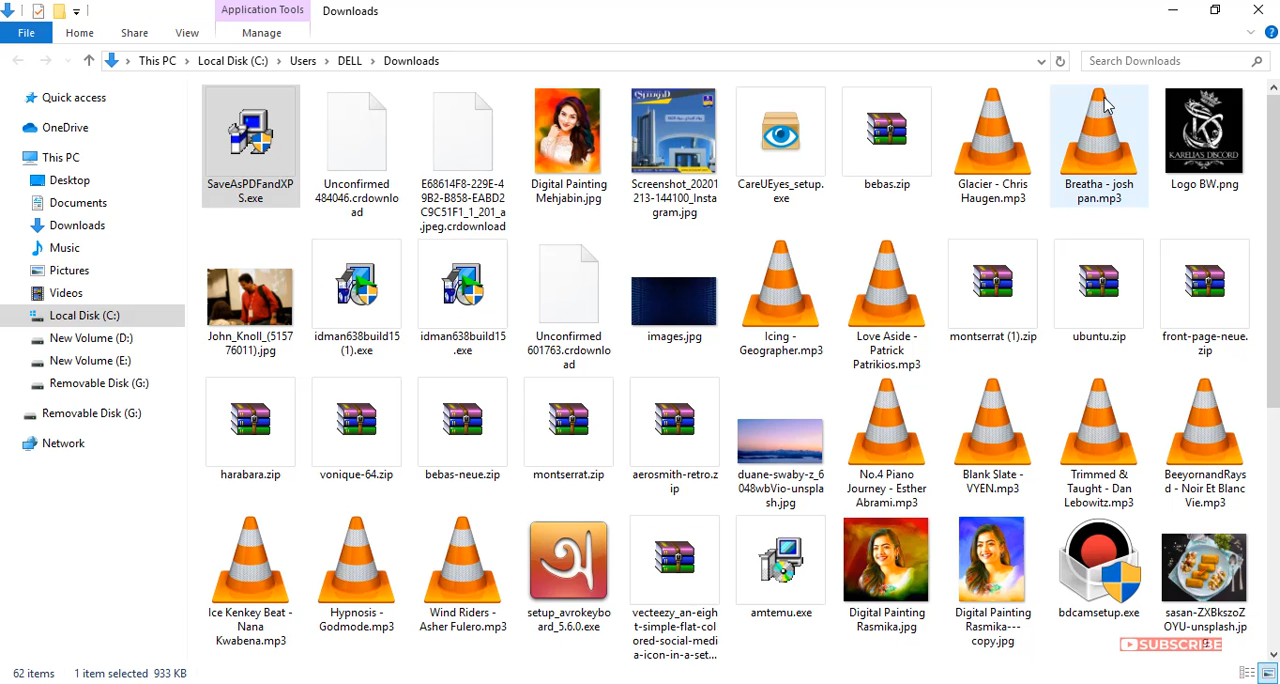 Application Tools
Downloads
File
Home
Share
View
Manage
This PC
Local Disk (C:)
Users
DELL
Downloads
Search Downloads
Quick access
OneDrive
This PC
Desktop
Documents
Downloads
Music
Pictures
Videos
Local Disk (C:)
New Volume (D:)
New Volume (E:)
Removable Disk (G:)
Removable Disk (G:)
Network
SaveAsPDFandXP
S.exe
Unconfirmed
484046.crdownlo
ad
E68614F8-229E-4
9B2-B858-EABD2
C9C51F1_1_201_a
.jpeg.crdownload
Digital Painting
Mehjabin.jpg
Screenshot_20201
213-144100_Insta
gram.jpg
CareUEyes_setup.
exe
bebas.zip
Glacier - Chris
Haugen.mp3
Breatha - josh
pan.mp3
KARELIA'S DISCORD
Logo BW.png
John_Knoll_(5157
76011).jpg
idman638build15
(1).exe
idman638build15
.exe
Unconfirmed
601763.crdownlo
ad
images.jpg
Icing -
Geographer.mp3
Love Aside -
Patrick
Patrikios.mp3
montserrat (1).zip
ubuntu.zip
front-page-neue.
zip
harabara.zip
vonique-64.zip
bebas-neue.zip
montserrat.zip
aerosmith-retro.z
ip
duane-swaby-z_6
048wbVio-unspla
sh.jpg
No.4 Piano
Journey - Esther
Abrami.mp3
Blank Slate -
VYEN.mp3
Trimmed &
Taught - Dan
Lebowitz.mp3
BeeyornandRays
d - Noir Et Blanc
Vie.mp3
Ice Kenkey Beat -
Nana
Kwabena.mp3
Hypnosis -
Godmode.mp3
Wind Riders -
Asher Fulero.mp3
অ
setup_avrokeybo
ard_5.6.0.exe
vecteezy_an-eigh
t-simple-flat-col
ored-social-medi
a-icon-in-a-set...
amtemu.exe
Digital Painting
Rasmika.jpg
Digital Painting
Rasmika---
copy.jpg
bdcamsetup.exe
sasan-ZXBkszoZ
OYU-unsplash.jp
g
SUBSCRIBE
62 items
1 item selected
933 KB